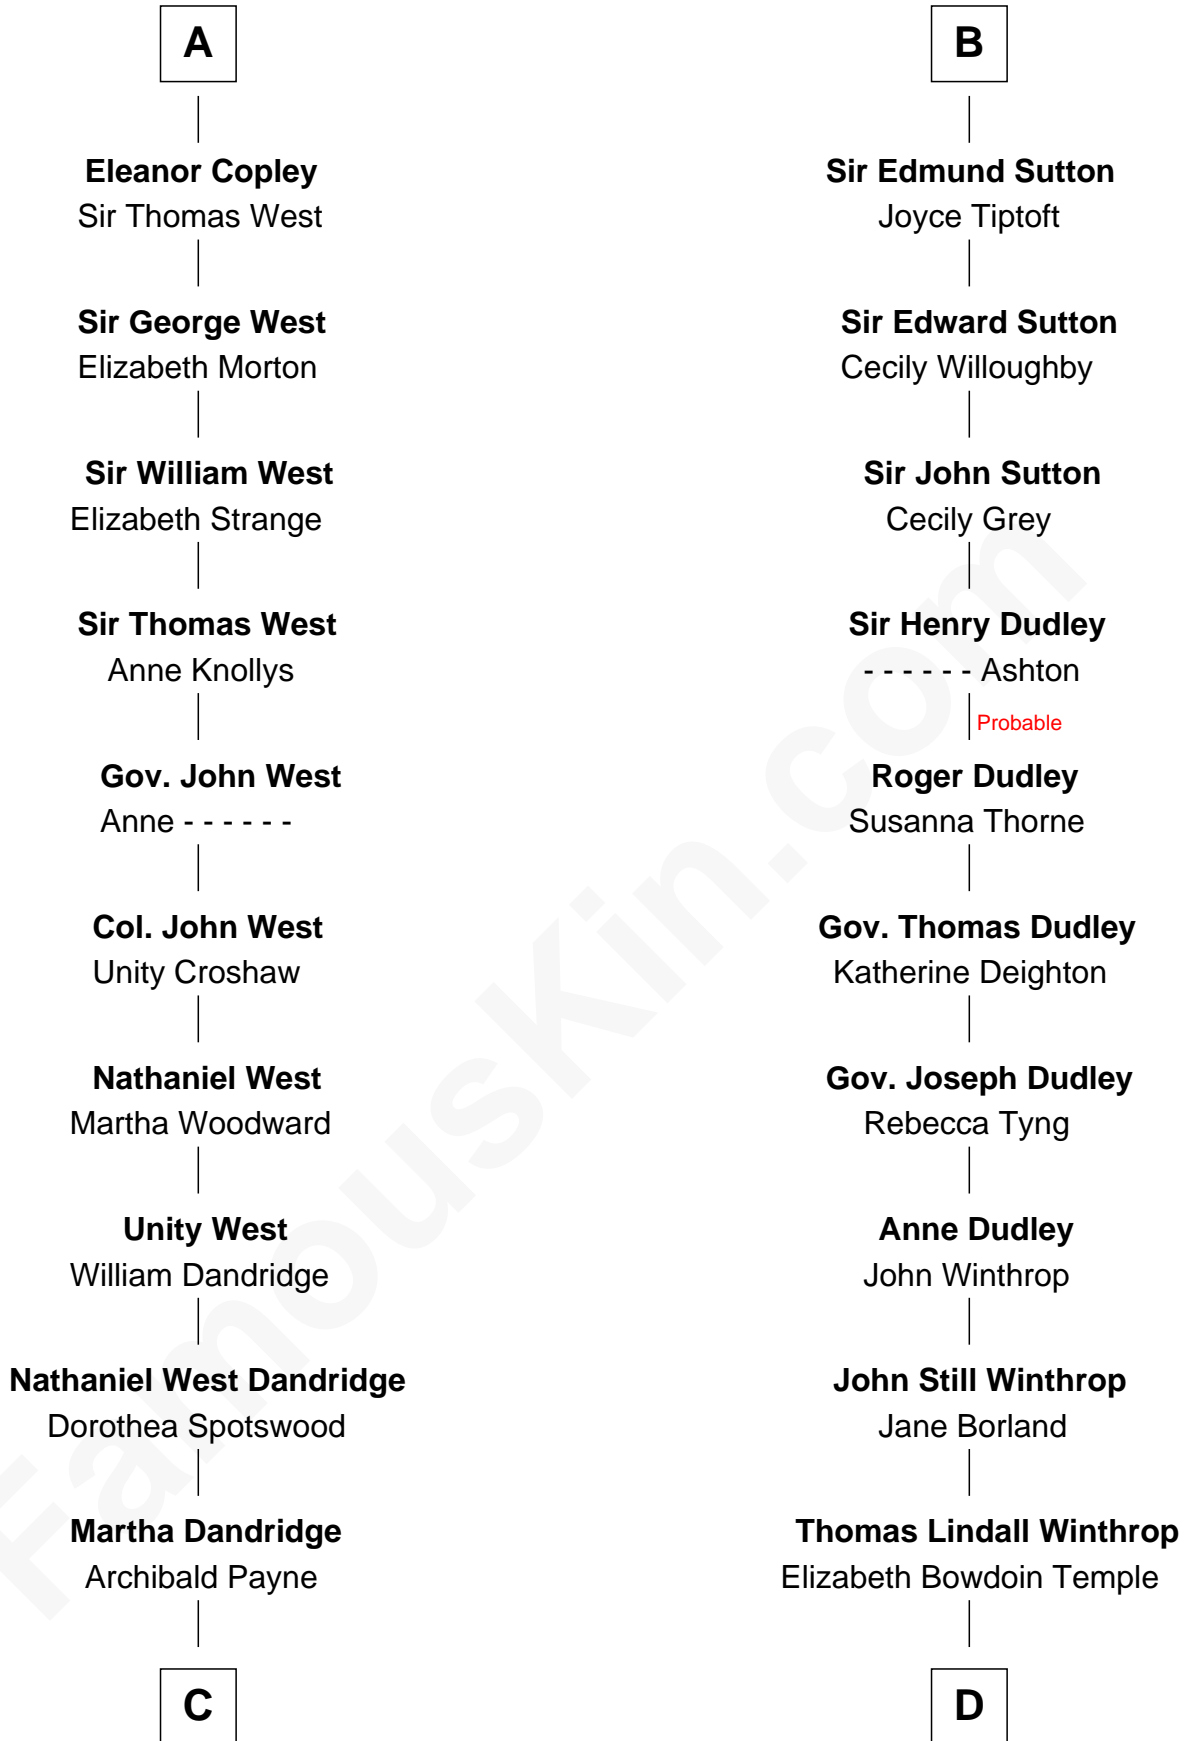 A
Eleanor Copley
Sir Thomas West
Sir George West
Elizabeth Morton
Sir William West
Elizabeth Strange
Sir Thomas West
Anne Knollys
Gov. John West
Anne - - - - - -
Col. John West
Unity Croshaw
Nathaniel West
Martha Woodward
Unity West
William Dandridge
Nathaniel West Dandridge
Dorothea Spotswood
Martha Dandridge
Archibald Payne
C
B
Sir Edmund Sutton
Joyce Tiptoft
Sir Edward Sutton
Cecily Willoughby
Sir John Sutton
Cecily Grey
Sir Henry Dudley
- - - - - - Ashton
Probable
Roger Dudley
Susanna Thorne
Gov. Thomas Dudley
Katherine Deighton
Gov. Joseph Dudley
Rebecca Tyng
Anne Dudley
John Winthrop
John Still Winthrop
Jane Borland
Thomas Lindall Winthrop
Elizabeth Bowdoin Temple
D
FamousKin.com